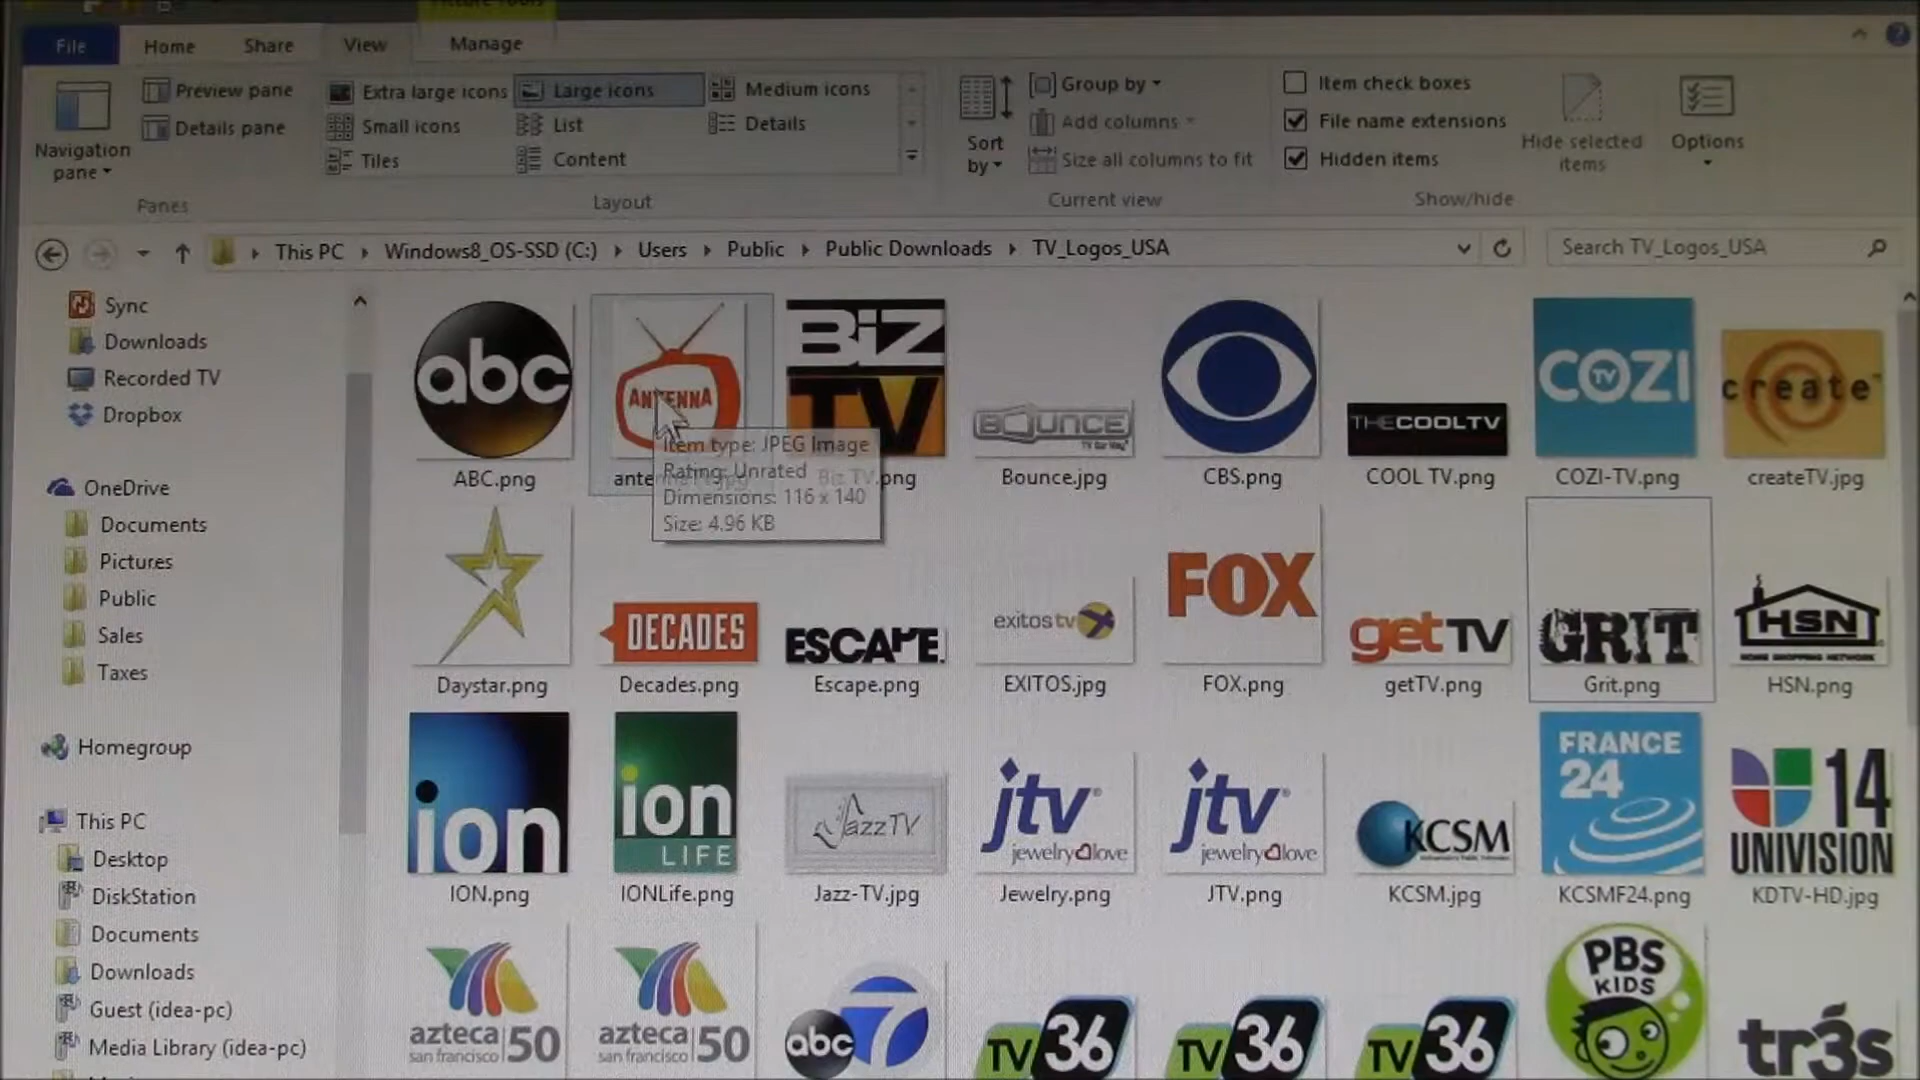 Picture Tools
File
Home
Share
View
Manage
Navigation pane
Preview pane
Details pane
Panes
Extra large icons
Large icons
Medium icons
Small icons
List
Details
Tiles
Content
Layout
Sort by
Group by
Add columns
Size all columns to fit
Current view
Item check boxes
File name extensions
Hidden items
Hide selected items
Show/hide
Options
This PC
Windows8_OS-SSD (C:)
Users
Public
Public Downloads
TV_Logos_USA
Search TV_Logos_USA
Sync
Downloads
Recorded TV
Dropbox
OneDrive
Documents
Pictures
Public
Sales
Taxes
Homegroup
This PC
Desktop
DiskStation
Documents
Downloads
Guest (idea-pc)
Media Library (idea-pc)
abc
ANTENNA
BiZ
TV
BOUNCE
THECOOLTV
COZI
TV
create
ABC.png
Biz TV.png
Bounce.jpg
CBS.png
COOL TV.png
COZI-TV.png
createTV.jpg
Item type: JPEG Image
Rating: Unrated
Dimensions: 116 x 140
Size: 4.96 KB
DECADES
ESCAPE
exitos tv
FOX
getTV
GRIT
HSN
HOME SHOPPING NETWORK
Daystar.png
Decades.png
Escape.png
EXITOS.jpg
FOX.png
getTV.png
Grit.png
HSN.png
ion
ion
LIFE
JazzTV
jtv
jewelry love
jtv
jewelry love
KCSM
FRANCE
24
14
UNIVISION
ION.png
IONLife.png
Jazz-TV.jpg
Jewelry.png
JTV.png
KCSM.jpg
KCSMF24.png
KDTV-HD.jpg
azteca 50
san francisco
azteca 50
san francisco
abc 7
TV 36
TV 36
TV 36
PBS
KIDS
tr3s